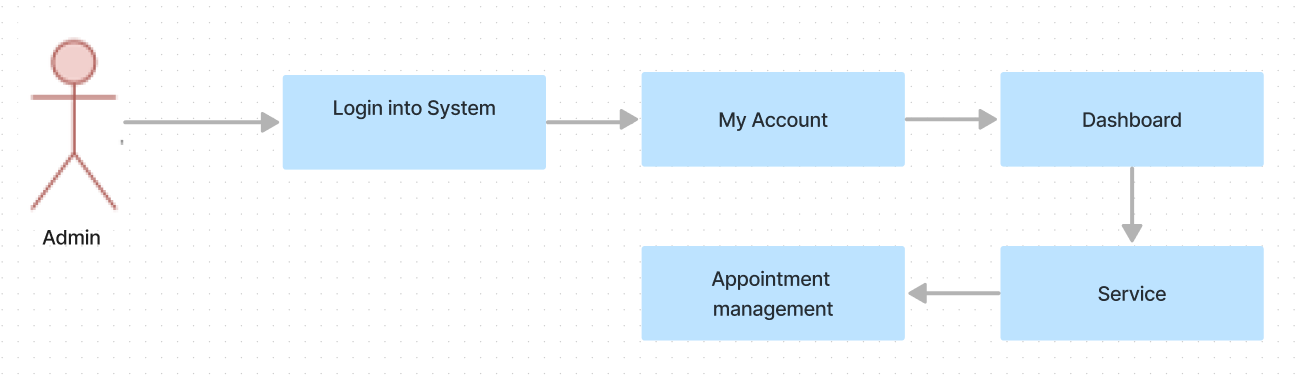 Login into System
My Account
Dashboard
Admin
Appointment
management
Service